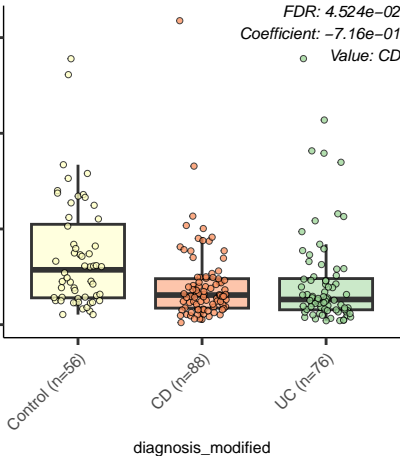 FDR: 4.524e−02
Coefficient: −7.16e−01
Value: CD
Control (n=56)
CD (n=88)
UC (n=76)
diagnosis_modified